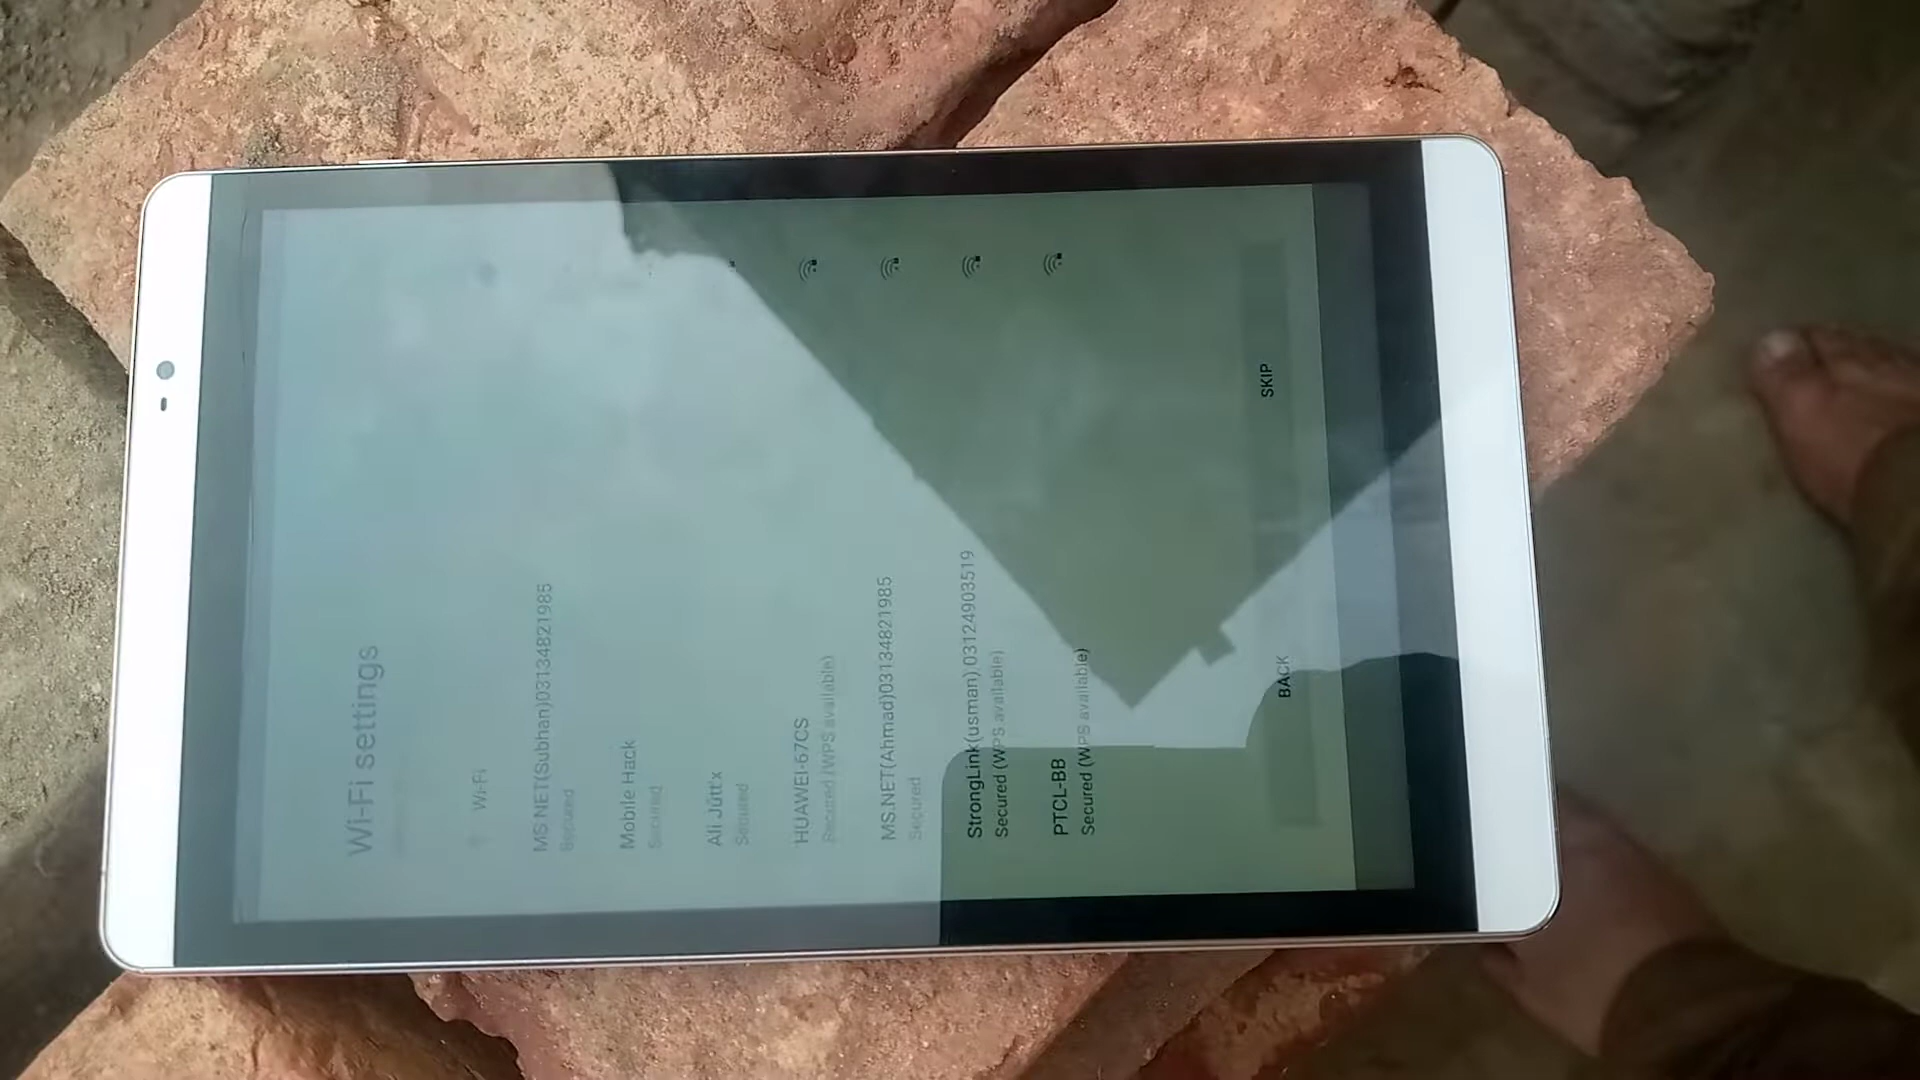 Wi-Fi settings
Wi-Fi
MS.NET(Subhan)03134821985
Secured
Mobile Hack
Secured
Ali Jütt'x
Secured
HUAWEI-67CS
Secured (WPS available)
MS.NET(Ahmad)03134821985
Secured
StrongLink(usman),03124903519
Secured (WPS available)
PTCL-BB
Secured (WPS available)
BACK
SKIP